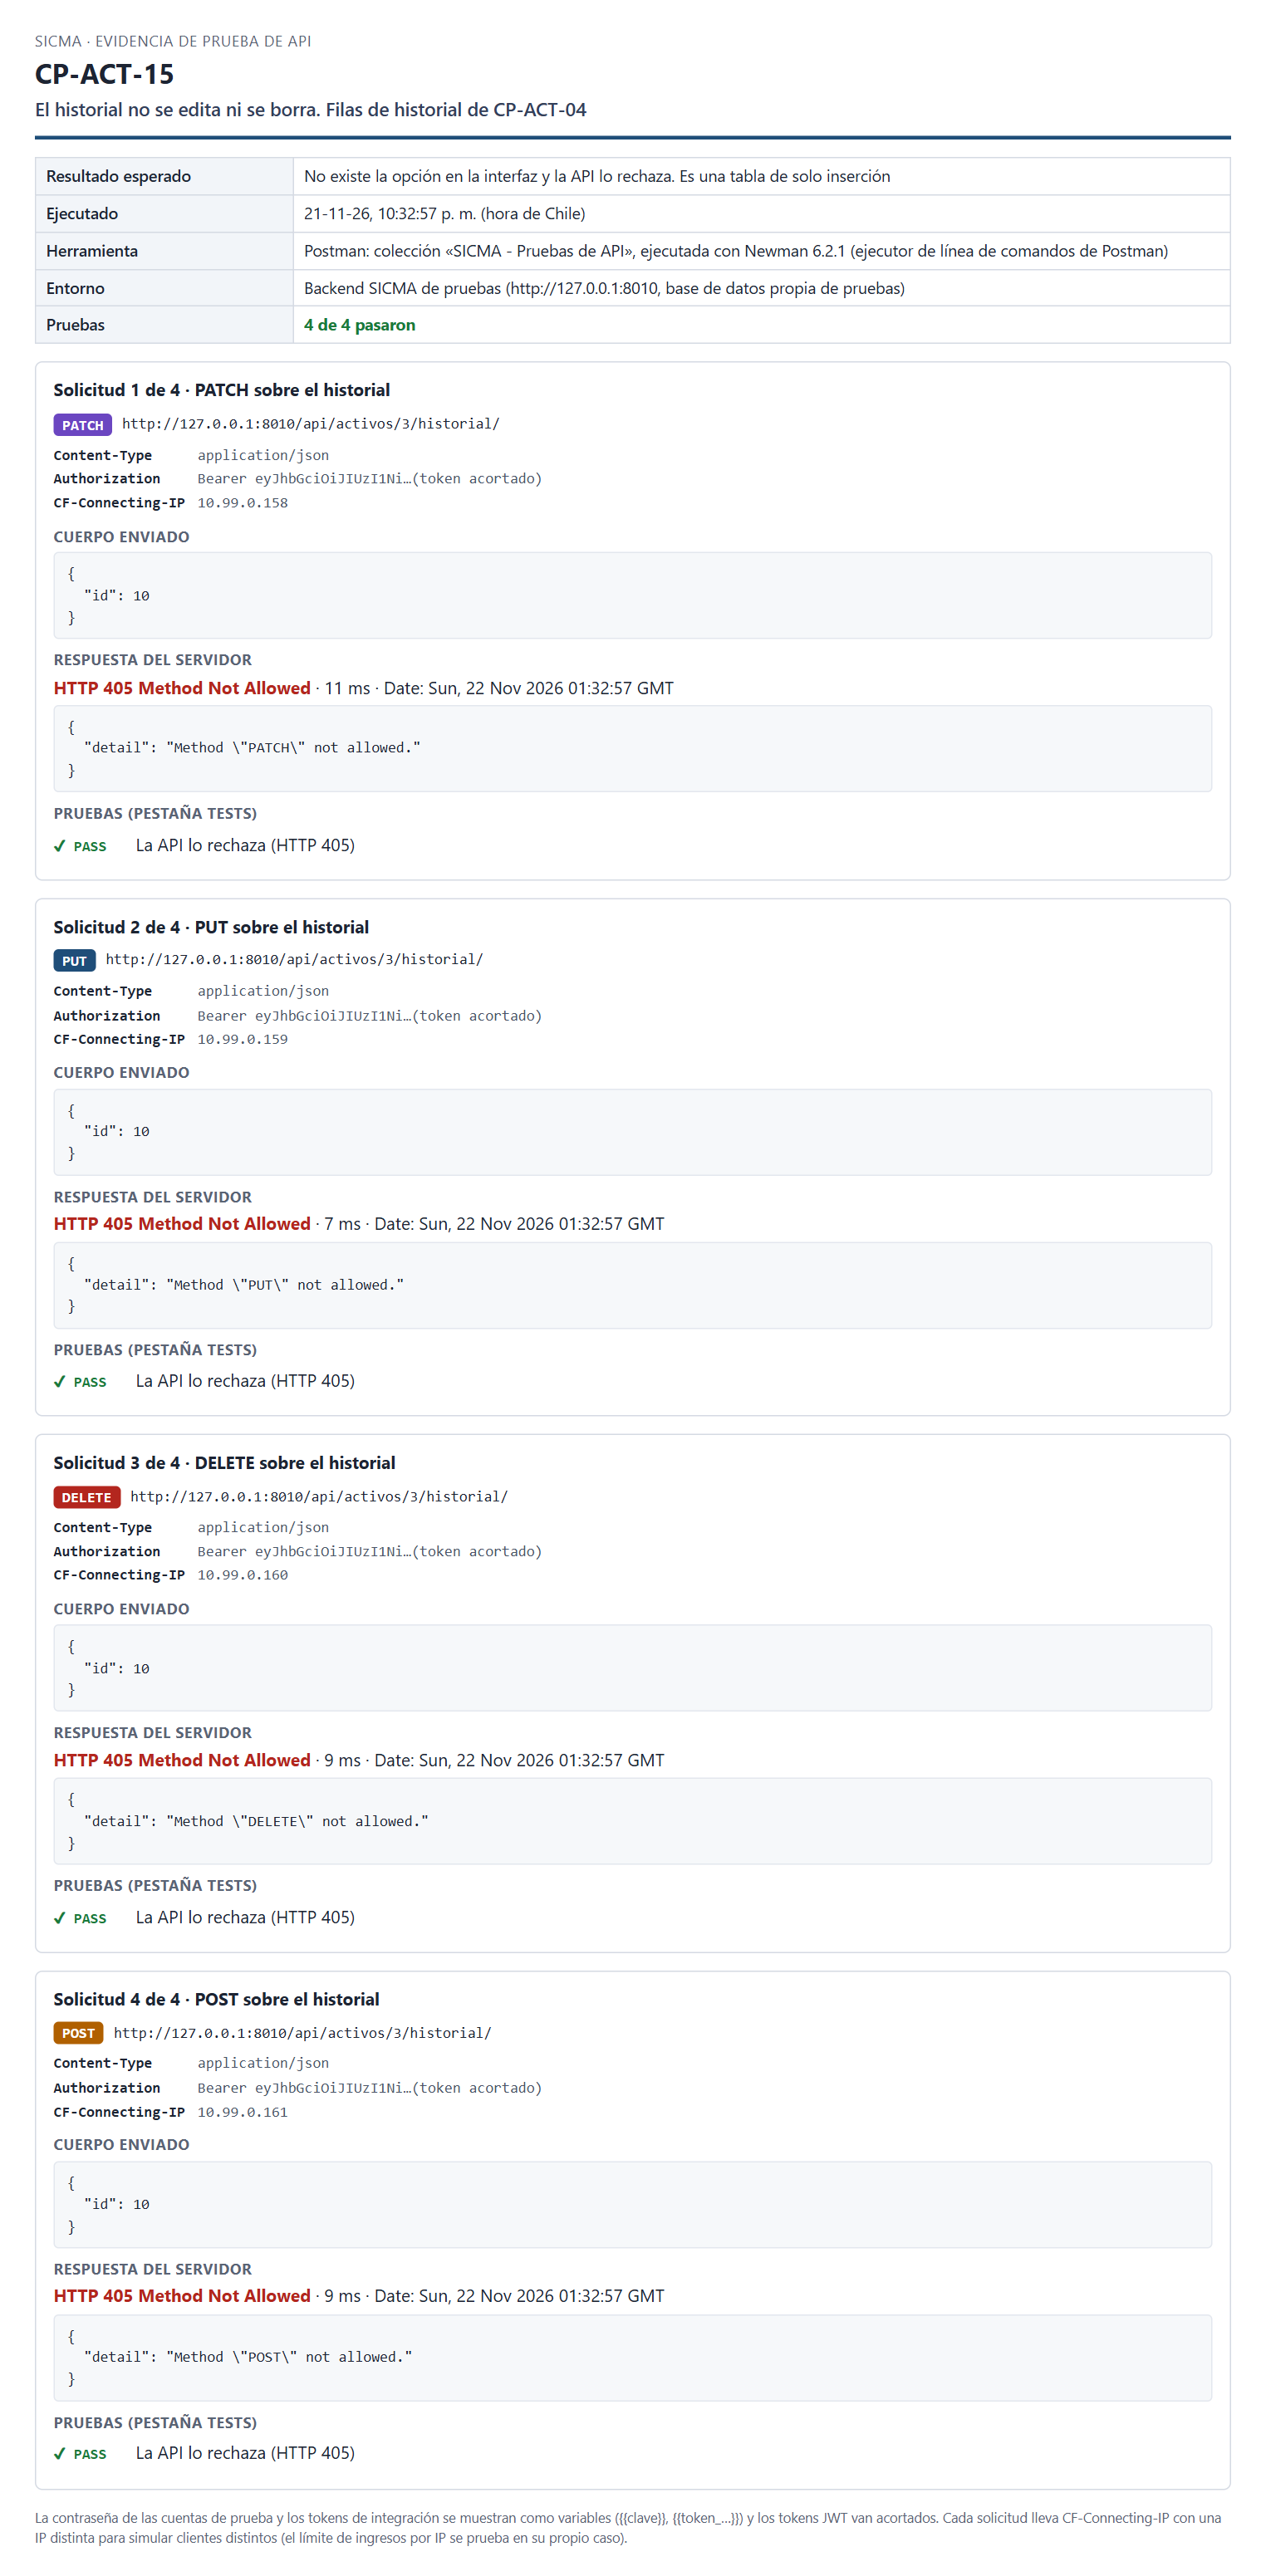 SICMA · EVIDENCIA DE PRUEBA DE API
CP-ACT-15
El historial no se edita ni se borra. Filas de historial de CP-ACT-04
Resultado esperado No existe la opción en la interfaz y la API lo rechaza. Es una tabla de solo inserción
Ejecutado 21-11-26, 10:32:57 p. m. (hora de Chile)
Herramienta Postman: colección «SICMA - Pruebas de API», ejecutada con Newman 6.2.1 (ejecutor de línea de comandos de Postman)
Entorno Backend SICMA de pruebas (http://127.0.0.1:8010, base de datos propia de pruebas)
Pruebas 4 de 4 pasaron
Solicitud 1 de 4 · PATCH sobre el historial
PATCH http://127.0.0.1:8010/api/activos/3/historial/
Content-Type application/json
Authorization Bearer eyJhbGciOiJIUzI1Ni…(token acortado)
CF-Connecting-IP 10.99.0.158
CUERPO ENVIADO
{
"id": 10
}
RESPUESTA DEL SERVIDOR
HTTP 405 Method Not Allowed · 11 ms · Date: Sun, 22 Nov 2026 01:32:57 GMT
{
"detail": "Method \"PATCH\" not allowed."
}
PRUEBAS (PESTAÑA TESTS)
✔ PASS La API lo rechaza (HTTP 405)
Solicitud 2 de 4 · PUT sobre el historial
PUT http://127.0.0.1:8010/api/activos/3/historial/
Content-Type application/json
Authorization Bearer eyJhbGciOiJIUzI1Ni…(token acortado)
CF-Connecting-IP 10.99.0.159
CUERPO ENVIADO
{
"id": 10
}
RESPUESTA DEL SERVIDOR
HTTP 405 Method Not Allowed · 7 ms · Date: Sun, 22 Nov 2026 01:32:57 GMT
{
"detail": "Method \"PUT\" not allowed."
}
PRUEBAS (PESTAÑA TESTS)
✔ PASS La API lo rechaza (HTTP 405)
Solicitud 3 de 4 · DELETE sobre el historial
DELETE http://127.0.0.1:8010/api/activos/3/historial/
Content-Type application/json
Authorization Bearer eyJhbGciOiJIUzI1Ni…(token acortado)
CF-Connecting-IP 10.99.0.160
CUERPO ENVIADO
{
"id": 10
}
RESPUESTA DEL SERVIDOR
HTTP 405 Method Not Allowed · 9 ms · Date: Sun, 22 Nov 2026 01:32:57 GMT
{
"detail": "Method \"DELETE\" not allowed."
}
PRUEBAS (PESTAÑA TESTS)
✔ PASS La API lo rechaza (HTTP 405)
Solicitud 4 de 4 · POST sobre el historial
POST http://127.0.0.1:8010/api/activos/3/historial/
Content-Type application/json
Authorization Bearer eyJhbGciOiJIUzI1Ni…(token acortado)
CF-Connecting-IP 10.99.0.161
CUERPO ENVIADO
{
"id": 10
}
RESPUESTA DEL SERVIDOR
HTTP 405 Method Not Allowed · 9 ms · Date: Sun, 22 Nov 2026 01:32:57 GMT
{
"detail": "Method \"POST\" not allowed."
}
PRUEBAS (PESTAÑA TESTS)
✔ PASS La API lo rechaza (HTTP 405)
La contraseña de las cuentas de prueba y los tokens de integración se muestran como variables ({{clave}}, {{token_…}}) y los tokens JWT van acortados. Cada solicitud lleva CF-Connecting-IP con una
IP distinta para simular clientes distintos (el límite de ingresos por IP se prueba en su propio caso).